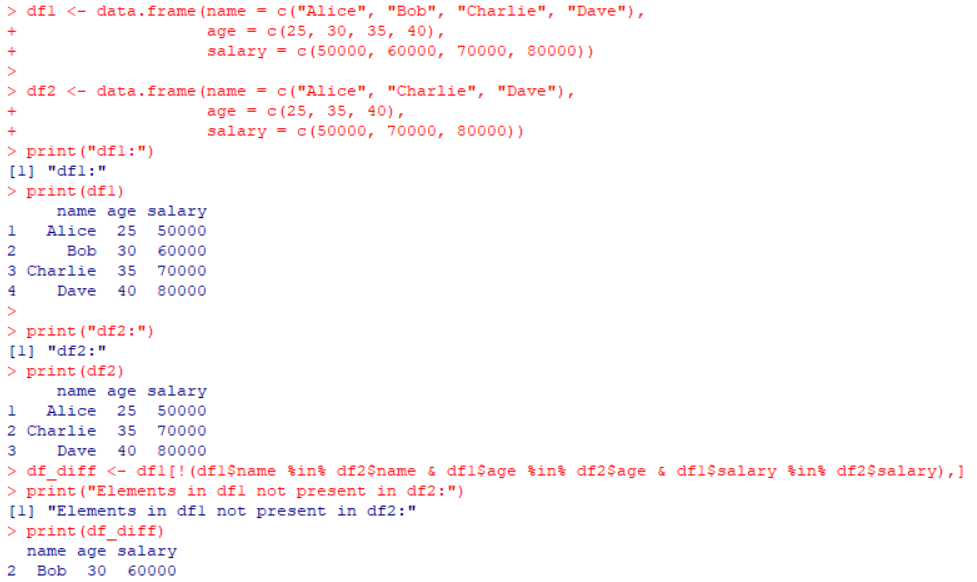 > df1 <- data.frame(name = c("Alice", "Bob", "Charlie", "Dave"),
+                   age = c(25, 30, 35, 40),
+                   salary = c(50000, 60000, 70000, 80000))
>
> df2 <- data.frame(name = c("Alice", "Charlie", "Dave"),
+                   age = c(25, 35, 40),
+                   salary = c(50000, 70000, 80000))
> print("df1:")
[1] "df1:"
> print(df1)
     name age salary
1   Alice  25  50000
2     Bob  30  60000
3 Charlie  35  70000
4    Dave  40  80000
>
> print("df2:")
[1] "df2:"
> print(df2)
     name age salary
1   Alice  25  50000
2 Charlie  35  70000
3    Dave  40  80000
> df_diff <- df1[!(df1$name %in% df2$name & df1$age %in% df2$age & df1$salary %in% df2$salary),]
> print("Elements in df1 not present in df2:")
[1] "Elements in df1 not present in df2:"
> print(df_diff)
  name age salary
2  Bob  30  60000